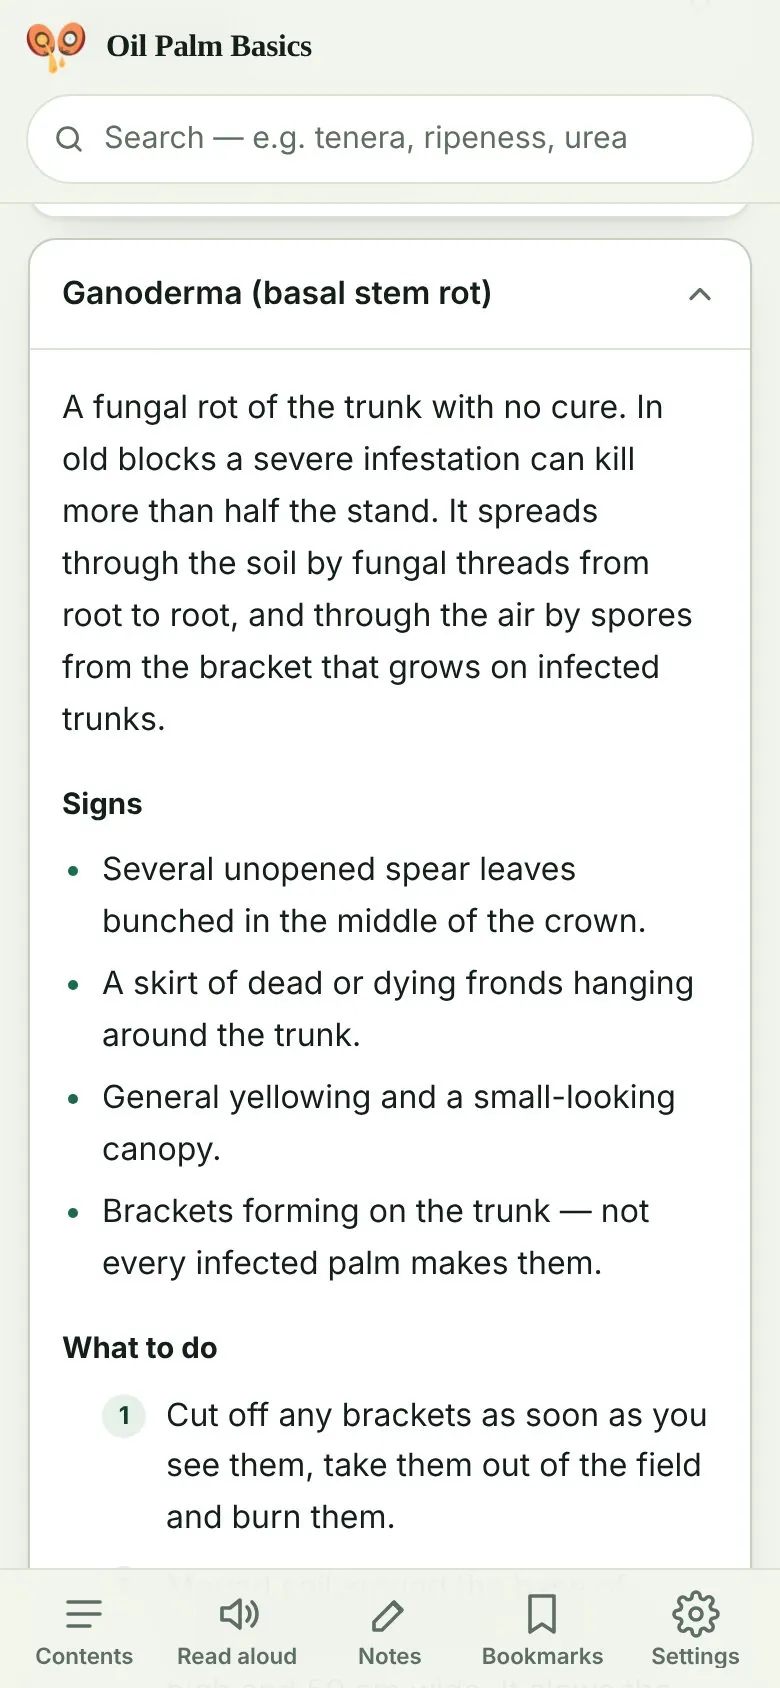 Oil Palm Basics
Search — e.g. tenera, ripeness, urea
Ganoderma (basal stem rot)
A fungal rot of the trunk with no cure. In
old blocks a severe infestation can kill
more than half the stand. It spreads
through the soil by fungal threads from
root to root, and through the air by spores
from the bracket that grows on infected
trunks.
Signs
• Several unopened spear leaves
bunched in the middle of the crown.
• A skirt of dead or dying fronds hanging
around the trunk.
• General yellowing and a small-looking
canopy.
• Brackets forming on the trunk — not
every infected palm makes them.
What to do
1 Cut off any brackets as soon as you
see them, take them out of the field
and burn them.
Contents Read aloud Notes Bookmarks Settings